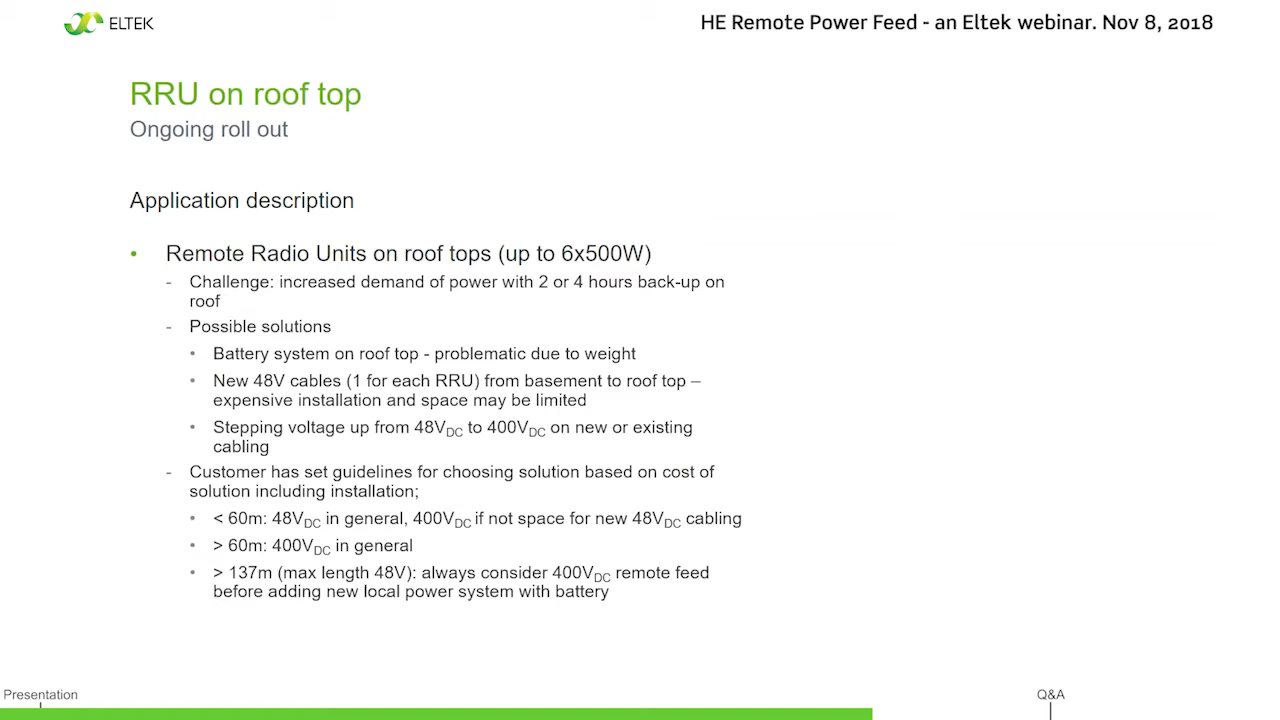 ELTEK
HE Remote Power Feed - an Eltek webinar. Nov 8, 2018
RRU on roof top
Ongoing roll out
Application description
• Remote Radio Units on roof tops (up to 6x500W)
- Challenge: increased demand of power with 2 or 4 hours back-up on
roof
- Possible solutions
• Battery system on roof top - problematic due to weight
• New 48V cables (1 for each RRU) from basement to roof top –
expensive installation and space may be limited
• Stepping voltage up from 48VDC to 400VDC on new or existing
cabling
- Customer has set guidelines for choosing solution based on cost of
solution including installation;
• < 60m: 48VDC in general, 400VDC if not space for new 48VDC cabling
• > 60m: 400VDC in general
• > 137m (max length 48V): always consider 400VDC remote feed
before adding new local power system with battery
Presentation
Q&A